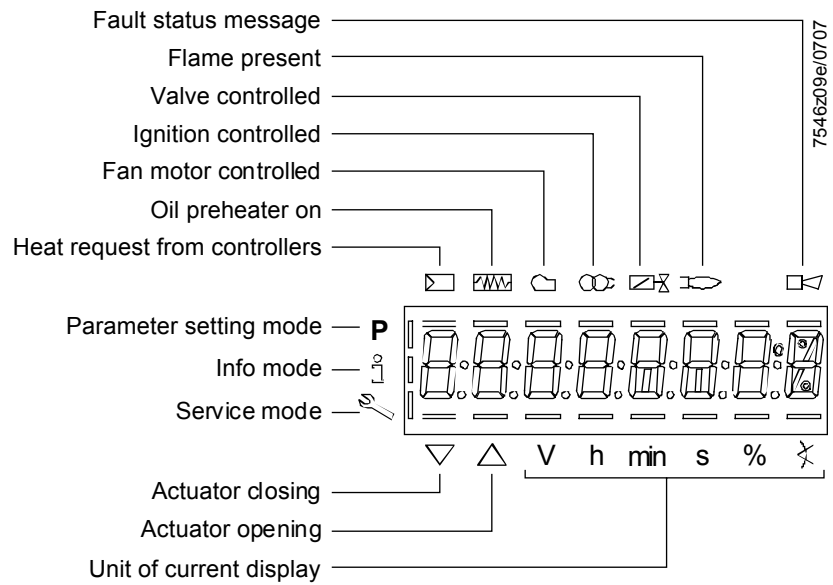 Fault status message
Flame present
Valve controlled
Ignition controlled
Fan motor controlled
Oil preheater on
Heat request from controllers
Parameter setting mode P
Info mode i
Service mode
V h min s %
Actuator closing
Actuator opening
Unit of current display
7546z09e/0707